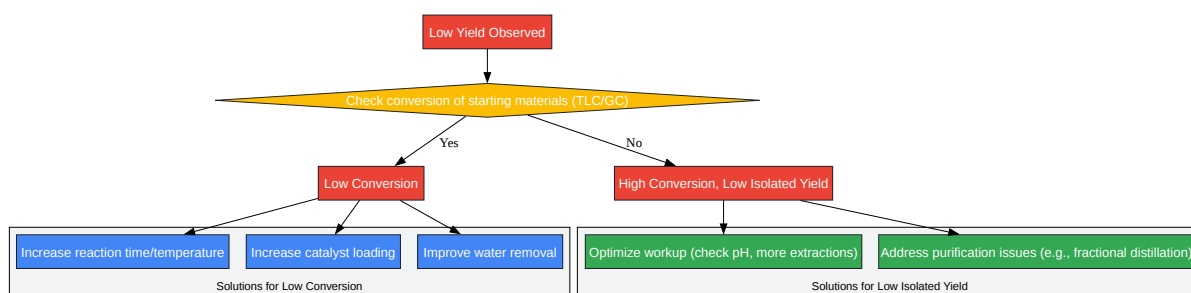 Low Yield Observed
Check conversion of starting materials (TLC/GC)
Yes
No
Low Conversion
High Conversion, Low Isolated Yield
Increase reaction time/temperature
Increase catalyst loading
Improve water removal
Optimize workup (check pH, more extractions)
Address purification issues (e.g., fractional distillation)
Solutions for Low Conversion
Solutions for Low Isolated Yield